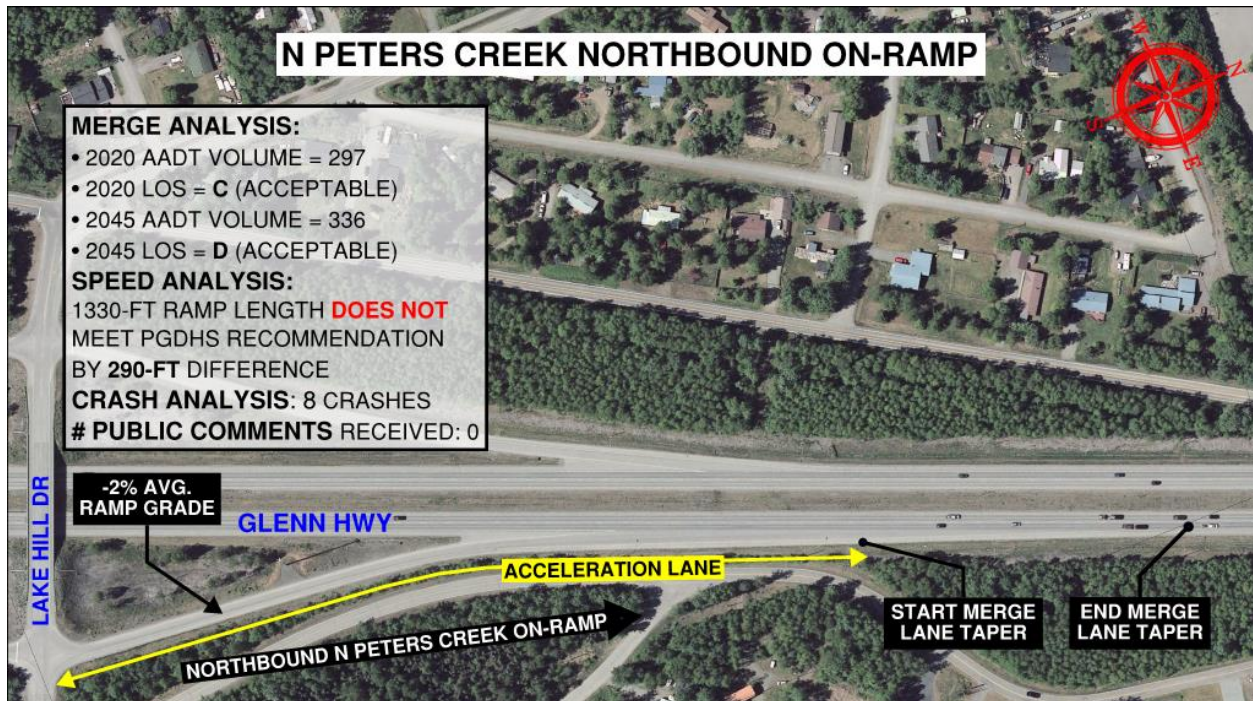 N PETERS CREEK NORTHBOUND ON-RAMP
MERGE ANALYSIS:
• 2020 AADT VOLUME = 297
• 2020 LOS = C (ACCEPTABLE)
• 2045 AADT VOLUME = 336
• 2045 LOS = D (ACCEPTABLE)
SPEED ANALYSIS:
1330-FT RAMP LENGTH DOES NOT
MEET PGDHS RECOMMENDATION
BY 290-FT DIFFERENCE
CRASH ANALYSIS: 8 CRASHES
# PUBLIC COMMENTS RECEIVED: 0
W
N
S
E
-2% AVG.
RAMP GRADE
LAKE HILL DR
GLENN HWY
ACCELERATION LANE
NORTHBOUND N PETERS CREEK ON-RAMP
START MERGE
LANE TAPER
END MERGE
LANE TAPER